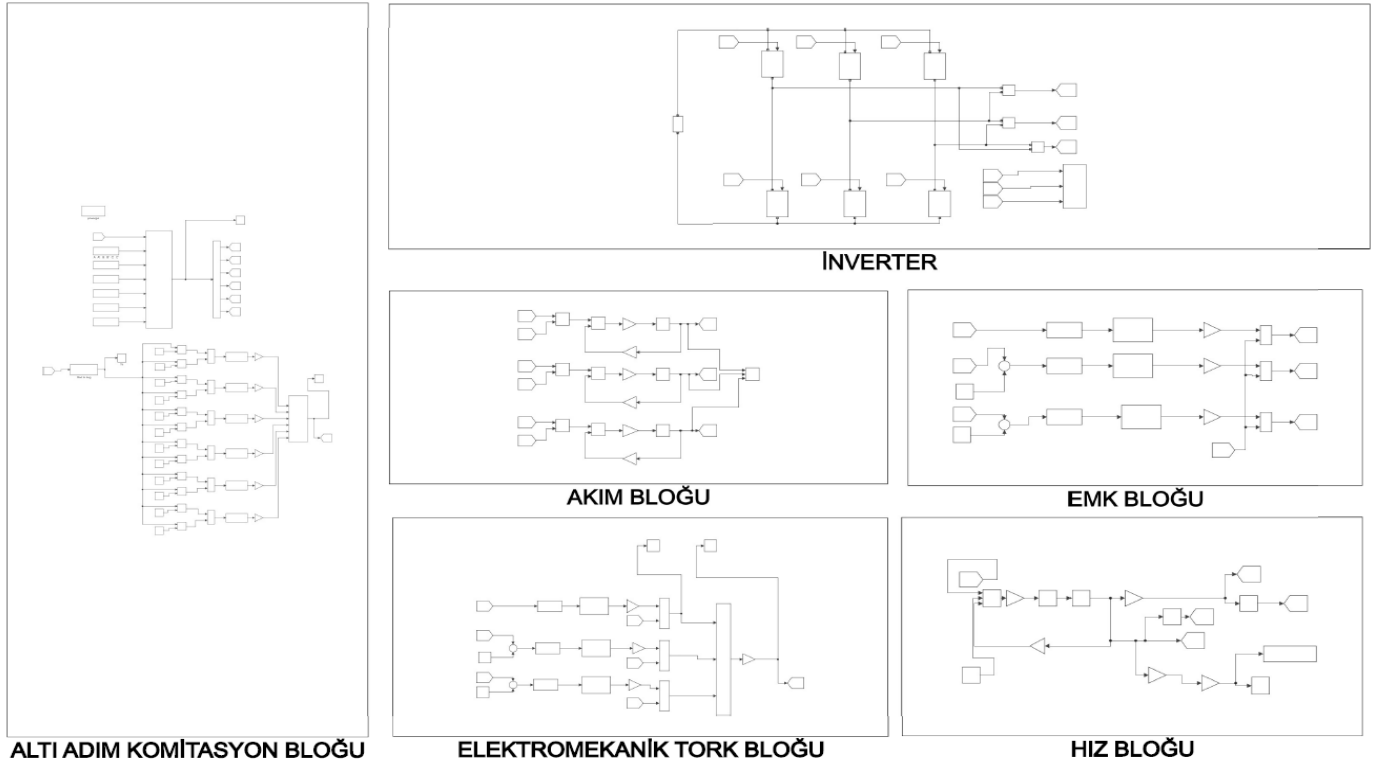 İNVERTER
AKIM BLOĞU
EMK BLOĞU
ALTI ADIM KOMİTASYON BLOĞU
ELEKTROMEKANİK TORK BLOĞU
HIZ BLOĞU